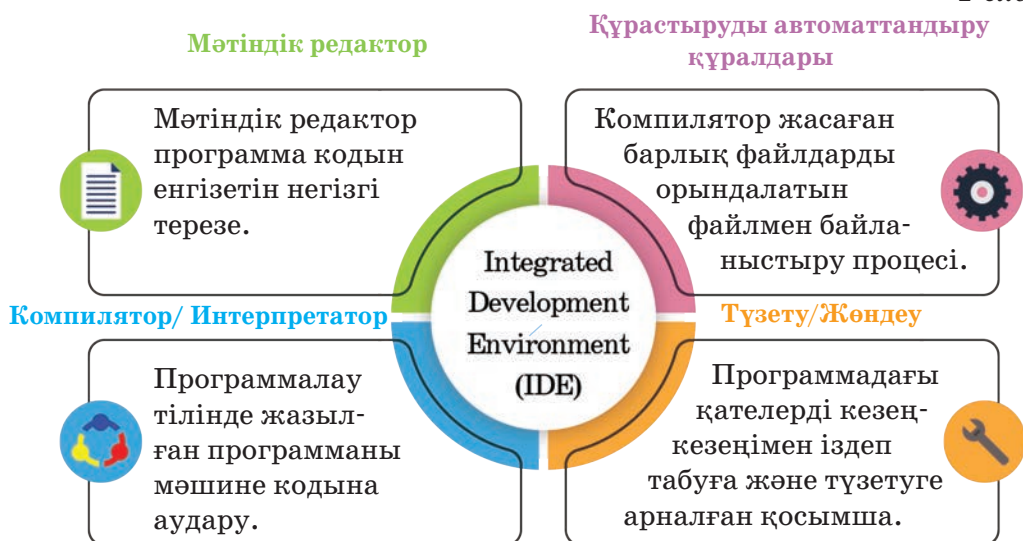 Мәтіндік редактор
Мәтіндік редактор
программа кодын
енгізетін негізгі
терезе.
Құрастыруды автоматтандыру
құралдары
Компилятор жасаған
барлық файлдарды
орындалатын
файлмен байла-
ныстыру процесі.
Integrated
Development
Environment
(IDE)
Компилятор/ Интерпретатор
Программалау
тілінде жазыл-
ған программаны
мәшине кодына
аудару.
Түзету/Жөндеу
Программадағы
қателерді кезең-
кезеңімен іздеп
табуға және түзетуге
арналған қосымша.